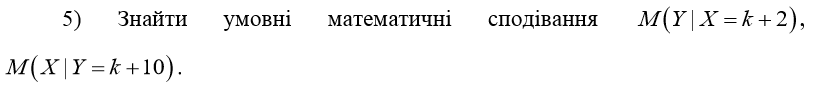 5) Знайти умовні математичні сподівання M(Y | X = k + 2),
M(X | Y = k + 10).